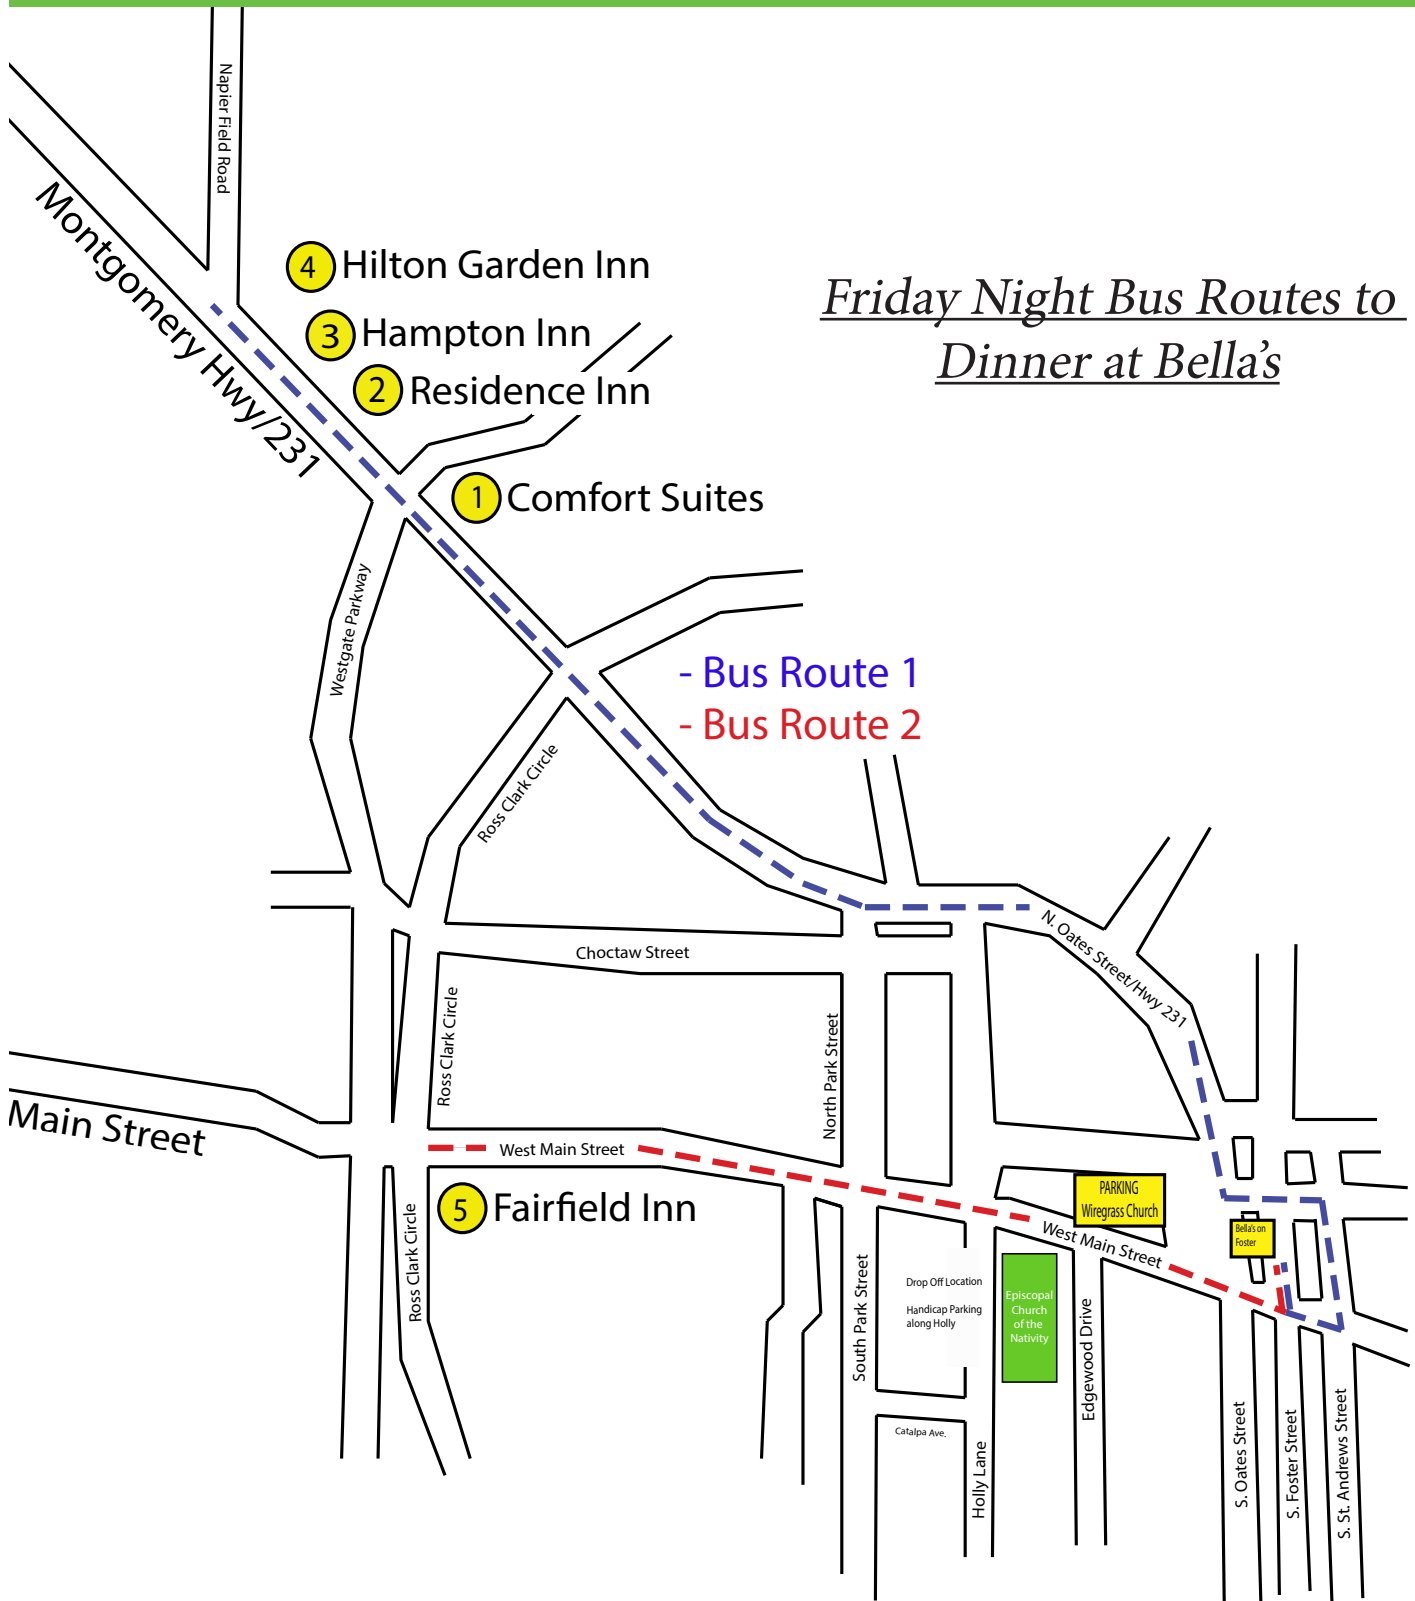 Napier Field Road
Montgomery Hwy/231
4 Hilton Garden Inn
3 Hampton Inn
2 Residence Inn
1 Comfort Suites
Friday Night Bus Routes to
Dinner at Bella's
Westgate Parkway
- Bus Route 1
- Bus Route 2
Ross Clark Circle
N. Oates Street/Hwy 231
Choctaw Street
Ross Clark Circle
North Park Street
Main Street
West Main Street
5 Fairfield Inn
PARKING
Wiregrass Church
West Main Street
Bella's on
Foster
Ross Clark Circle
South Park Street
Drop Off Location
Handicap Parking
along Holly
Episcopal
Church
of the
Nativity
Edgewood Drive
Catalpa Ave.
Holly Lane
S. Oates Street
S. Foster Street
S. St. Andrews Street